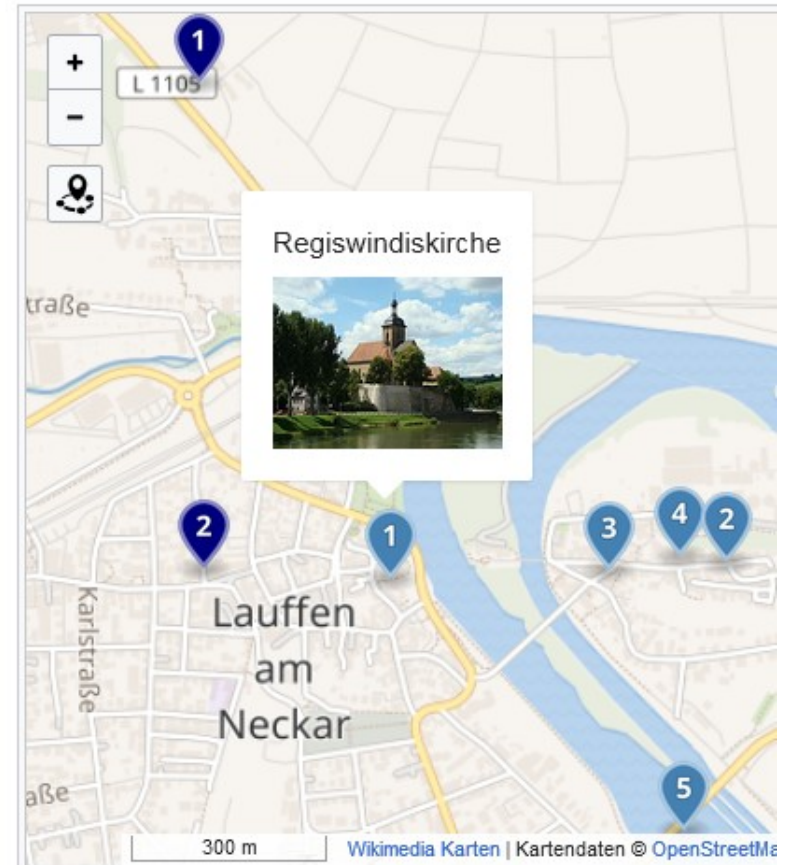 1
+
L 1105
−
Regiswindiskirche
traße
2
1
3
4
2
Karlstraße
Lauffen
am
Neckar
5
aße
300 m
Wikimedia Karten | Kartendaten © OpenStreetMa